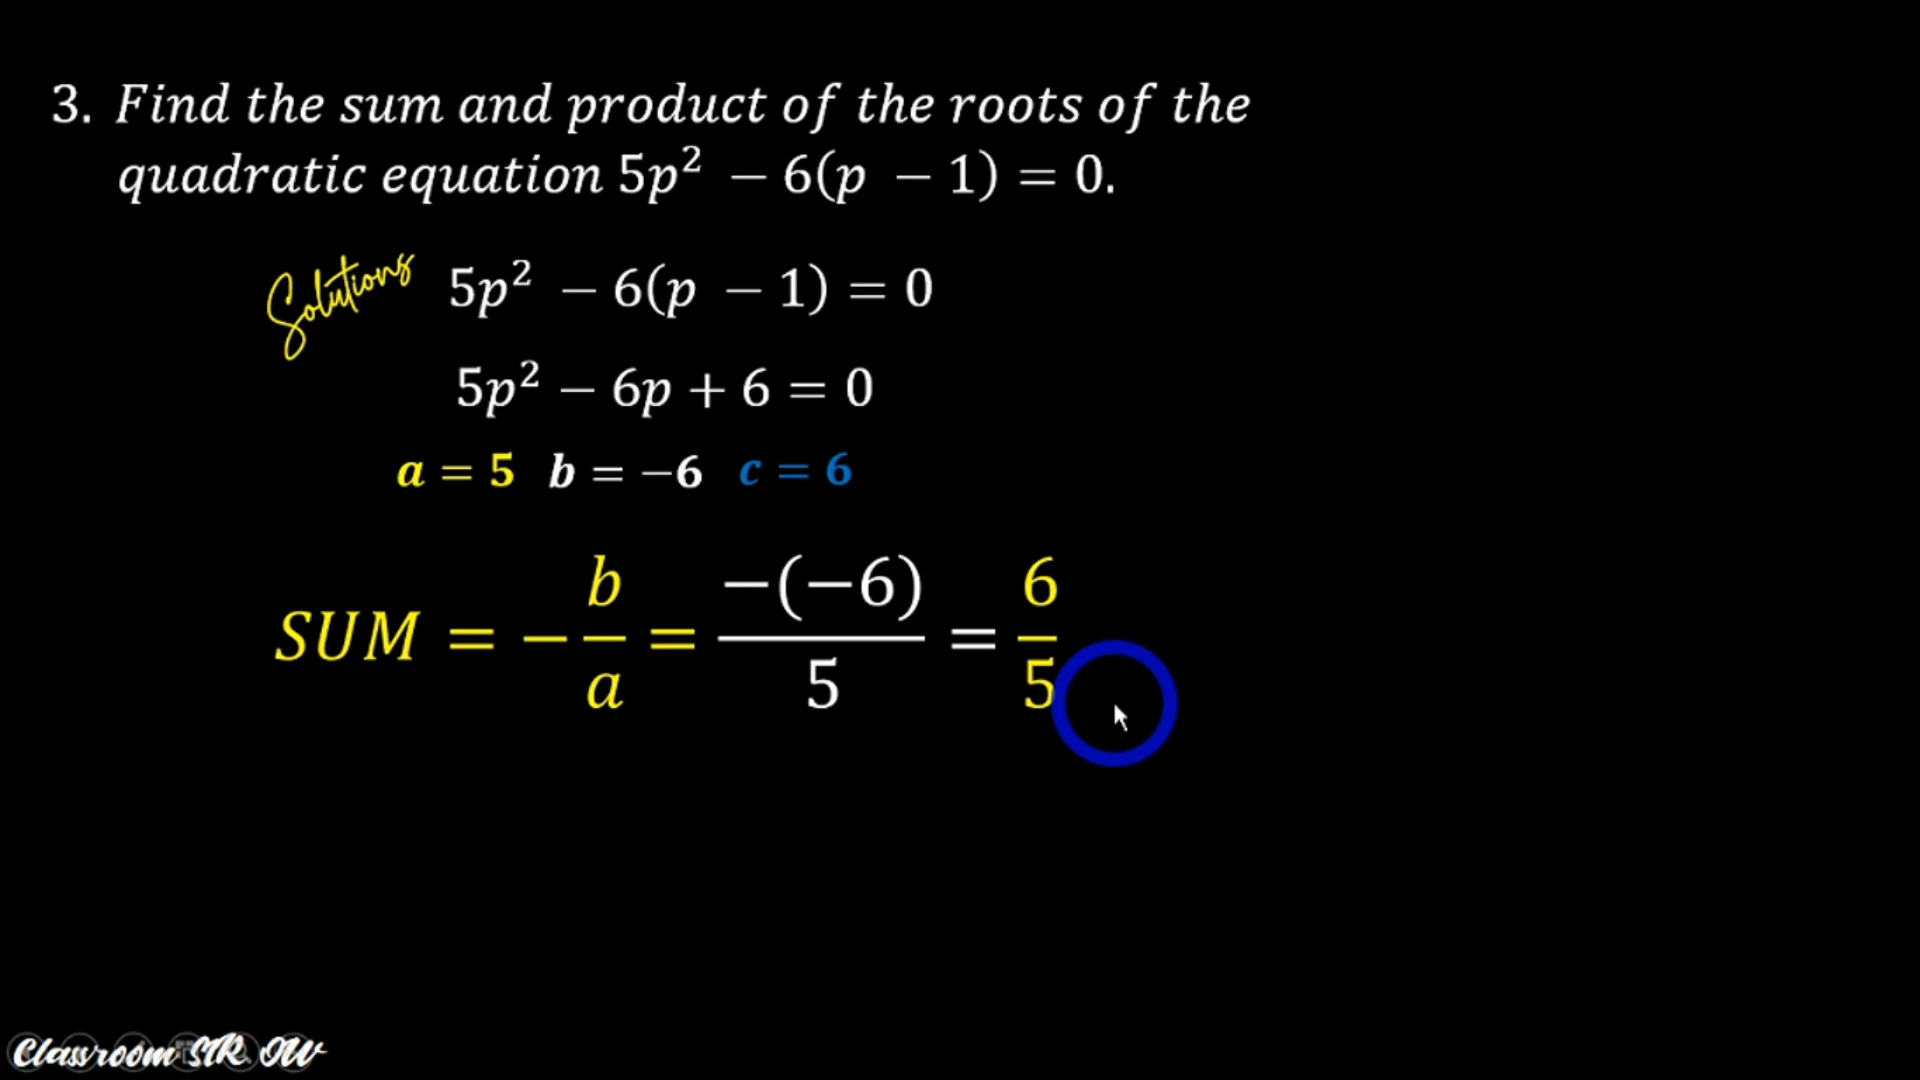 3. Find the sum and product of the roots of the
quadratic equation 5p² − 6(p − 1) = 0.
Solutions 5p² − 6(p − 1) = 0
5p² − 6p + 6 = 0
a = 5 b = −6 c = 6
SUM = −b/a = −(−6)/5 = 6/5
Classroom STR OW